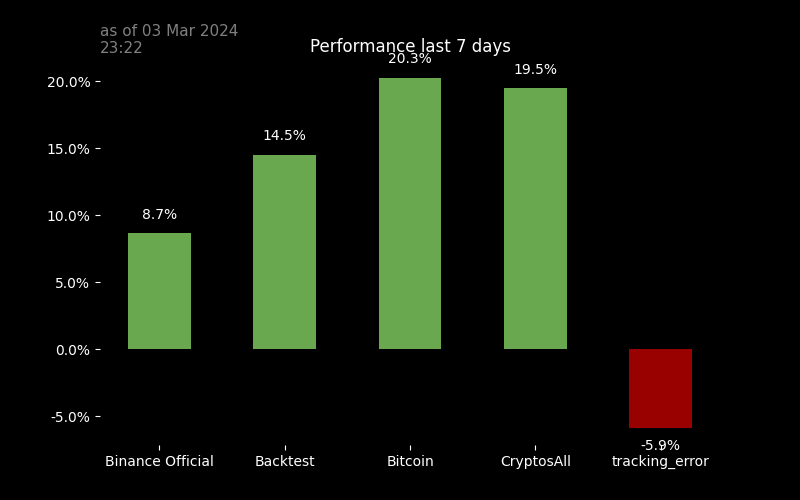 as of 03 Mar 2024
23:22
Performance last 7 days
20.3%
19.5%
14.5%
8.7%
-5.9%
20.0%
15.0%
10.0%
5.0%
0.0%
-5.0%
Binance Official
Backtest
Bitcoin
CryptosAll
tracking_error